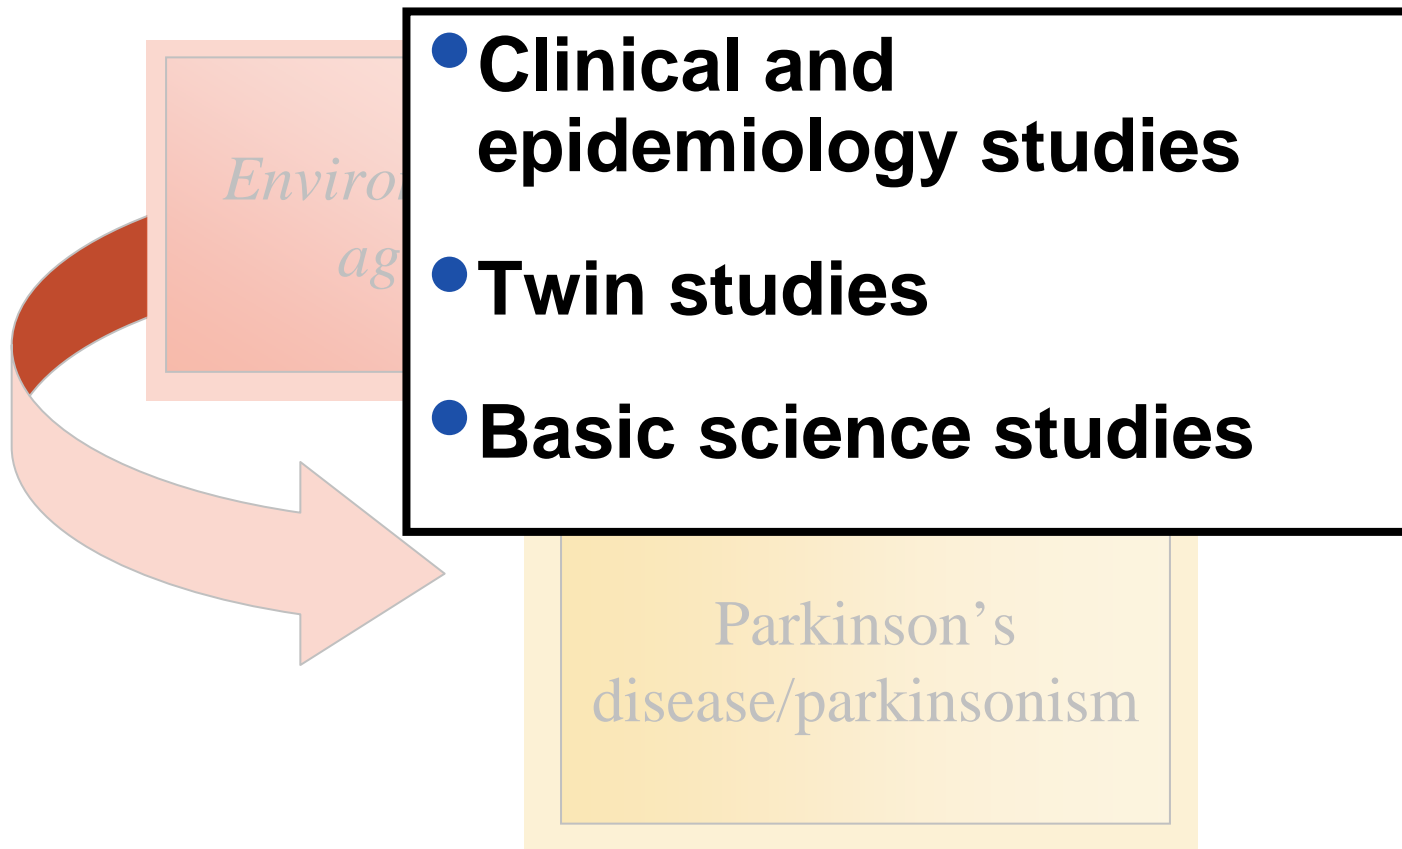 • Clinical and
epidemiology studies
• Twin studies
• Basic science studies
Parkinson’s
disease/parkinsonism